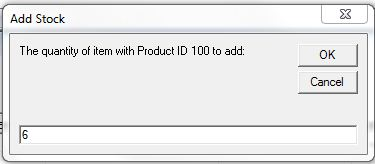 Add Stock
The quantity of item with Product ID 100 to add:
OK
Cancel
6